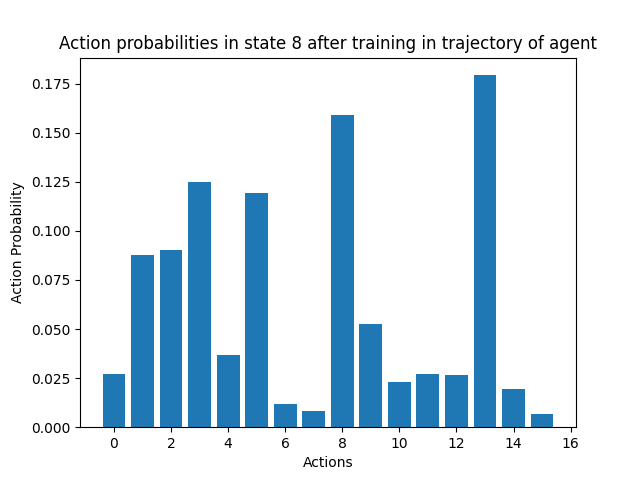 Action probabilities in state 8 after training in trajectory of agent
0.175
0.150
0.125
0.100
0.075
0.050
0.025
0.000
Action Probability
0 2 4 6 8 10 12 14 16
Actions